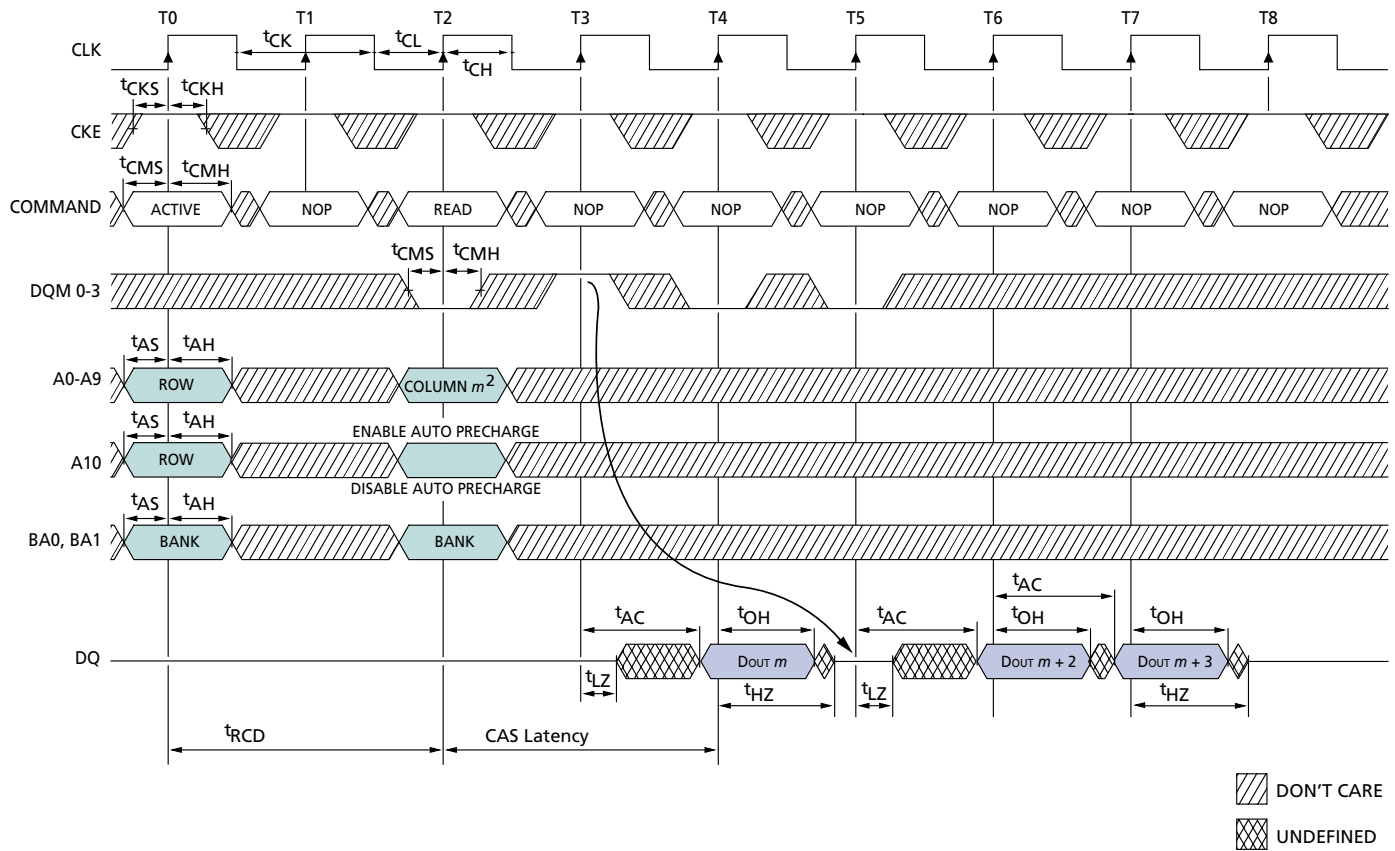 T0 T1 T2 T3 T4 T5 T6 T7 T8
CLK tCK tCL tCH
tCKS tCKH
CKE
tCMS tCMH
COMMAND ACTIVE NOP READ NOP NOP NOP NOP NOP NOP
tCMS tCMH
DQM 0-3
tAS tAH
A0-A9 ROW COLUMN m2
tAS tAH ENABLE AUTO PRECHARGE
A10 ROW
DISABLE AUTO PRECHARGE
tAS tAH
BA0, BA1 BANK BANK
tAC
tAC tOH tAC tOH tOH
DQ DOUT m DOUT m + 2 DOUT m + 3
tLZ tHZ tLZ tHZ
tRCD CAS Latency
DON'T CARE
UNDEFINED